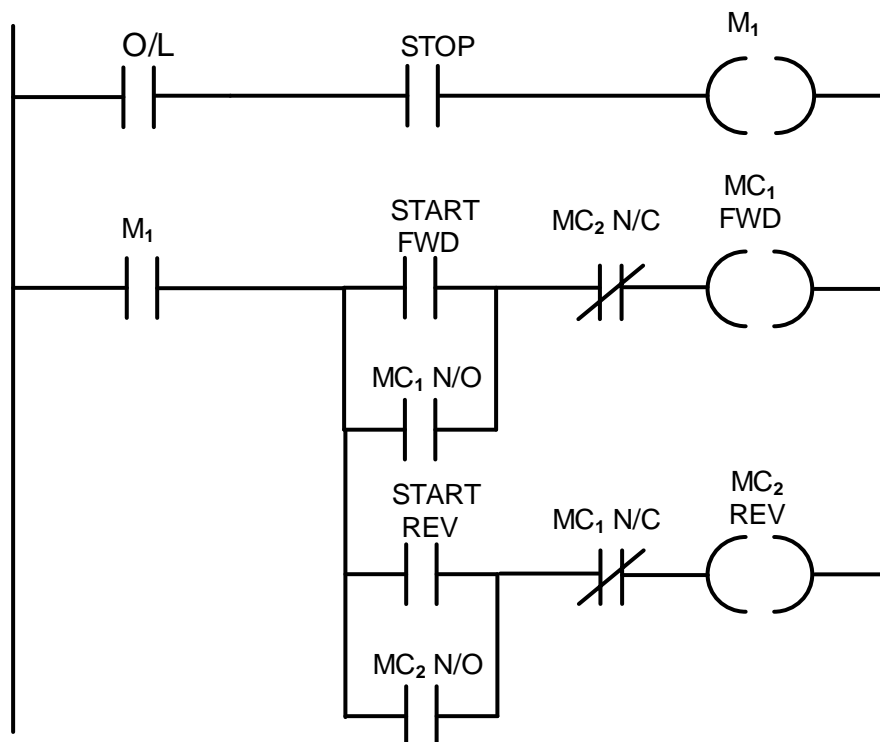 O/L
STOP
M₁
M₁
START
FWD
MC₂ N/C
MC₁
FWD
MC₁ N/O
START
REV
MC₁ N/C
MC₂
REV
MC₂ N/O